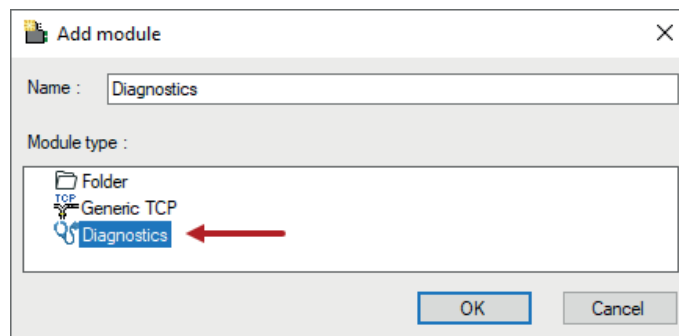 Add module
Name : Diagnostics
Module type :
Folder
TCP
Generic TCP
Diagnostics
OK Cancel